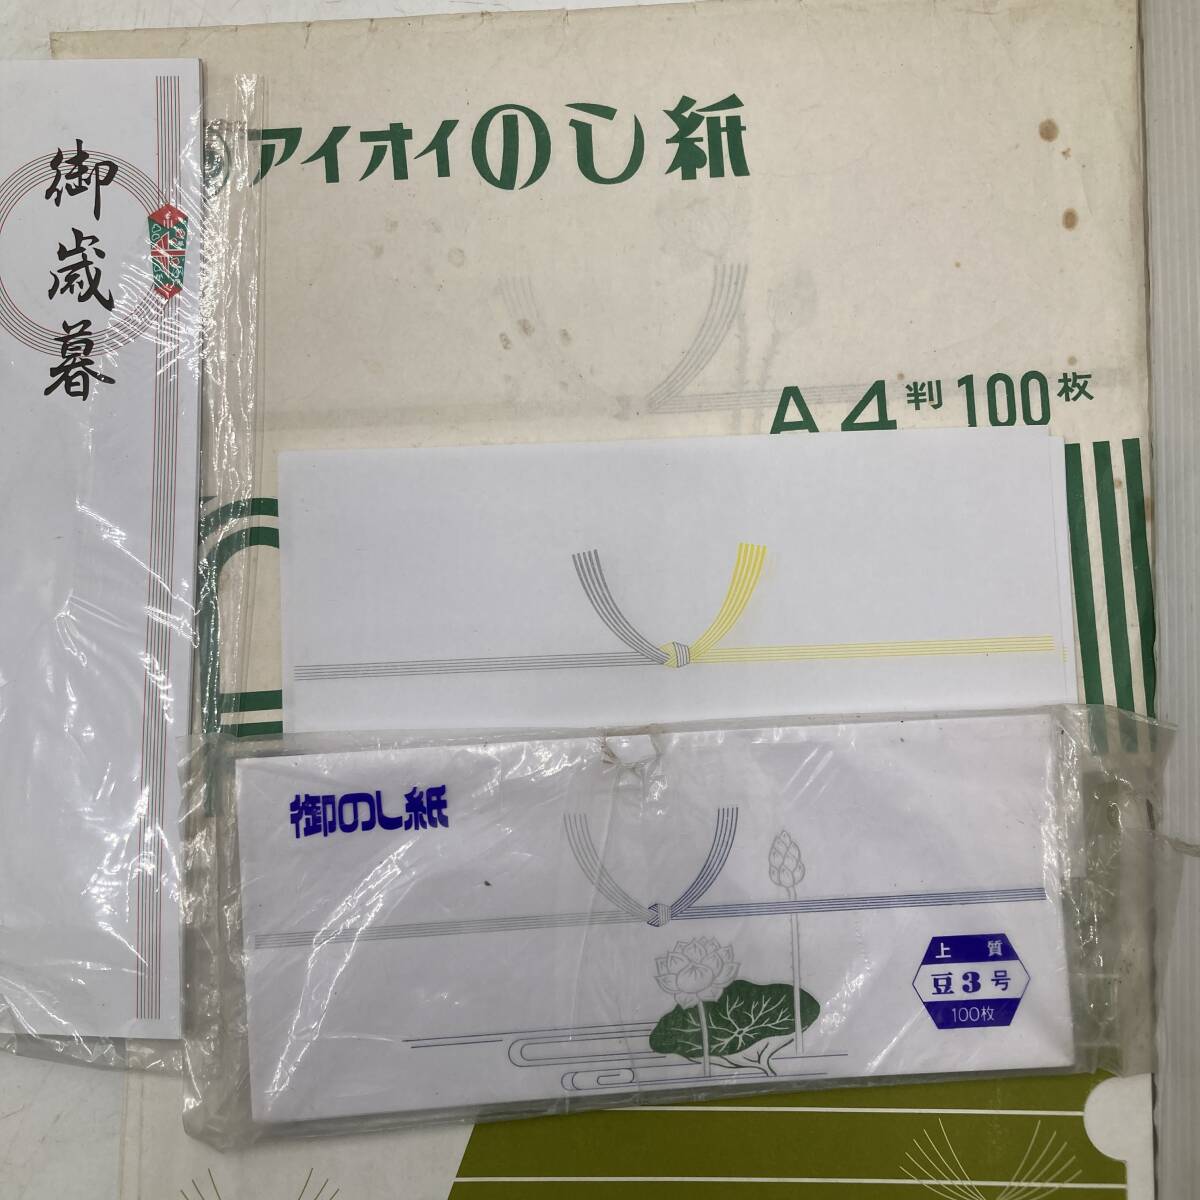 アイオイのし紙
A4判100枚
御歳暮
御のし紙
上質
豆3号
100枚